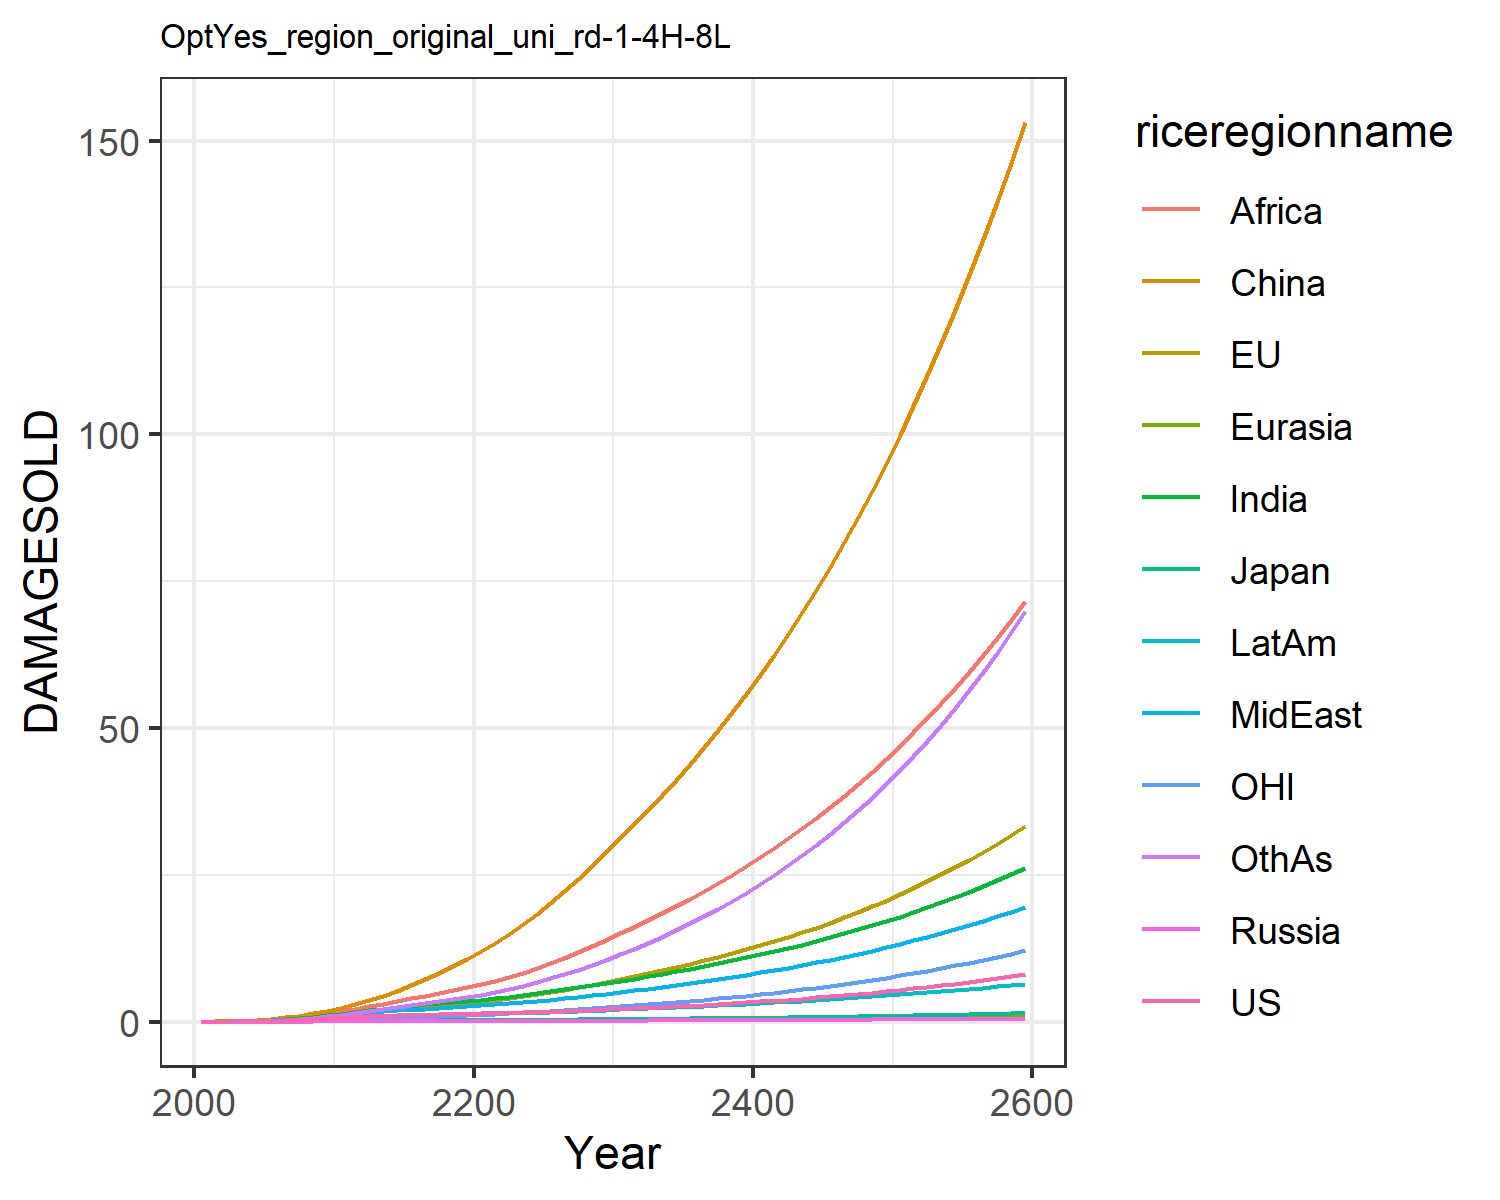 OptYes_region_original_uni_rd-1-4H-8L
150
100
50
0
DAMAGESOLD
2000 2200 2400 2600
Year
riceregionname
Africa
China
EU
Eurasia
India
Japan
LatAm
MidEast
OHI
OthAs
Russia
US